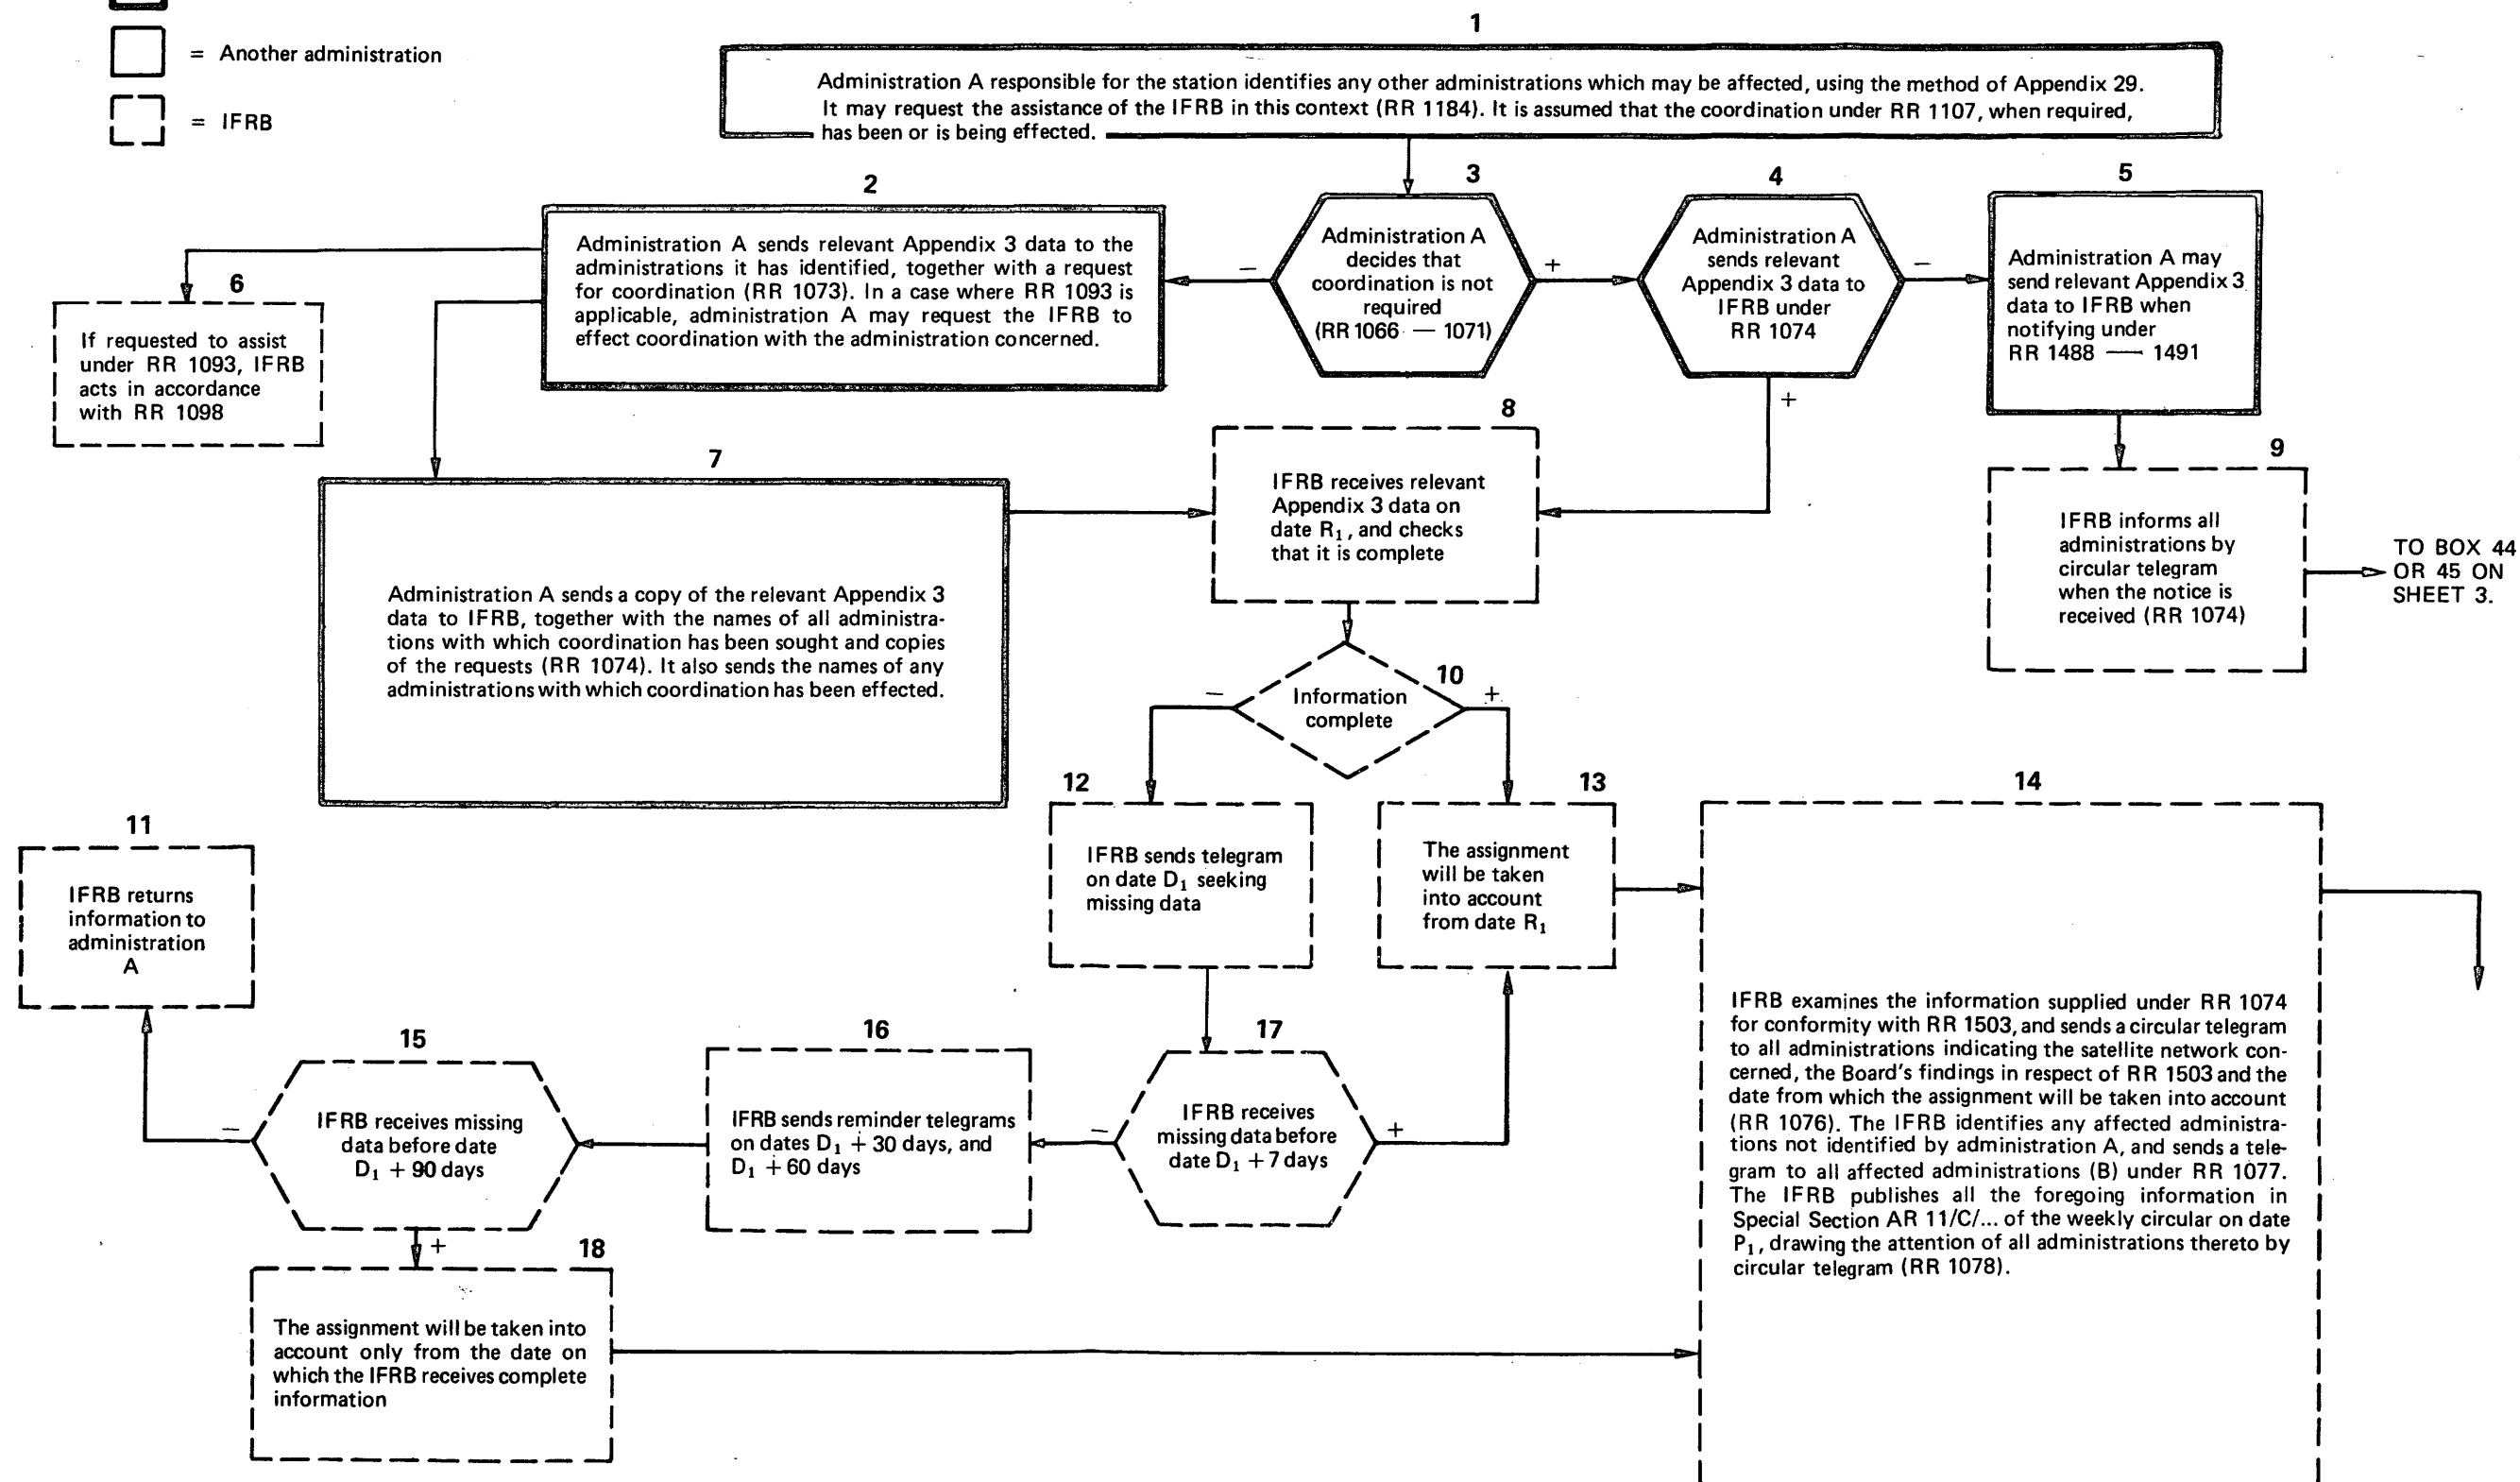 = Another administration
= IFRB
1
Administration A responsible for the station identifies any other administrations which may be affected, using the method of Appendix 29.
It may request the assistance of the IFRB in this context (RR 1184). It is assumed that the coordination under RR 1107, when required,
has been or is being effected.
2
Administration A sends relevant Appendix 3 data to the
administrations it has identified, together with a request
for coordination (RR 1073). In a case where RR 1093 is
applicable, administration A may request the IFRB to
effect coordination with the administration concerned.
3
Administration A
decides that
coordination is not
required
(RR 1066 — 1071)
−
+
4
Administration A
sends relevant
Appendix 3 data to
IFRB under
RR 1074
−
+
5
Administration A may
send relevant Appendix 3
data to IFRB when
notifying under
RR 1488 — 1491
6
If requested to assist
under RR 1093, IFRB
acts in accordance
with RR 1098
7
Administration A sends a copy of the relevant Appendix 3
data to IFRB, together with the names of all administra-
tions with which coordination has been sought and copies
of the requests (RR 1074). It also sends the names of any
administrations with which coordination has been effected.
8
IFRB receives relevant
Appendix 3 data on
date R₁, and checks
that it is complete
9
IFRB informs all
administrations by
circular telegram
when the notice is
received (RR 1074)
TO BOX 44
OR 45 ON
SHEET 3.
10
Information
complete
−
+
11
IFRB returns
information to
administration
A
12
IFRB sends telegram
on date D₁ seeking
missing data
13
The assignment
will be taken
into account
from date R₁
14
IFRB examines the information supplied under RR 1074
for conformity with RR 1503, and sends a circular telegram
to all administrations indicating the satellite network con-
cerned, the Board's findings in respect of RR 1503 and the
date from which the assignment will be taken into account
(RR 1076). The IFRB identifies any affected administra-
tions not identified by administration A, and sends a tele-
gram to all affected administrations (B) under RR 1077.
The IFRB publishes all the foregoing information in
Special Section AR 11/C/... of the weekly circular on date
P₁, drawing the attention of all administrations thereto by
circular telegram (RR 1078).
15
IFRB receives missing
data before date
D₁ + 90 days
−
+
16
IFRB sends reminder telegrams
on dates D₁ + 30 days, and
D₁ + 60 days
17
IFRB receives
missing data before
date D₁ + 7 days
−
+
18
The assignment will be taken into
account only from the date on
which the IFRB receives complete
information